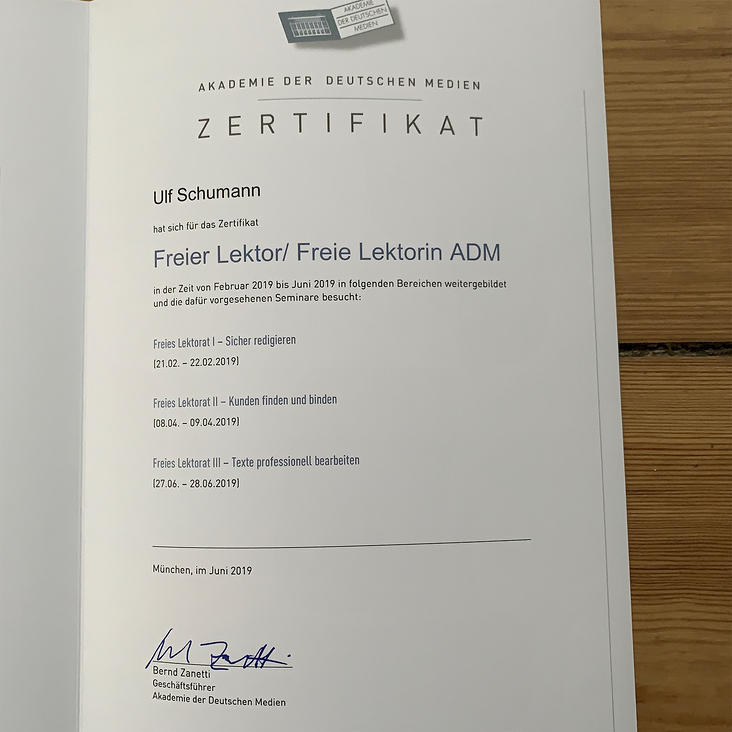 AKADEMIE
DER DEUTSCHEN
MEDIEN
AKADEMIE DER DEUTSCHEN MEDIEN
ZERTIFIKAT
Ulf Schumann
hat sich für das Zertifikat
Freier Lektor/ Freie Lektorin ADM
in der Zeit von Februar 2019 bis Juni 2019 in folgenden Bereichen weitergebildet
und die dafür vorgesehenen Seminare besucht:
Freies Lektorat I – Sicher redigieren
(21.02. – 22.02.2019)
Freies Lektorat II – Kunden finden und binden
(08.04. – 09.04.2019)
Freies Lektorat III – Texte professionell bearbeiten
(27.06. – 28.06.2019)
München, im Juni 2019
Bernd Zanetti
Geschäftsführer
Akademie der Deutschen Medien